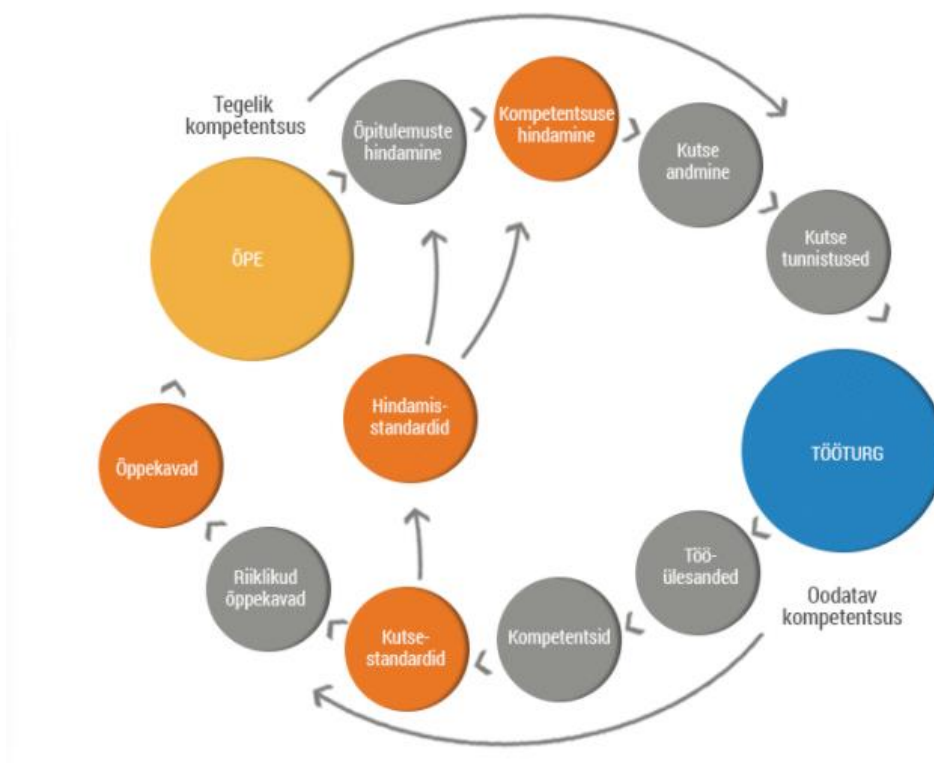 Tegelik
kompetentsus
Õpitulemuste
hindamine
Kompetentsuse
hindamine
Kutse
andmine
Kutse
tunnistused
ÕPE
TÖÖTURG
Hindamis-
standardid
Õppekavad
Riiklikud
õppekavad
Kutse-
standardid
Kompetentsid
Töö-
ülesanded
Oodatav
kompetentsus